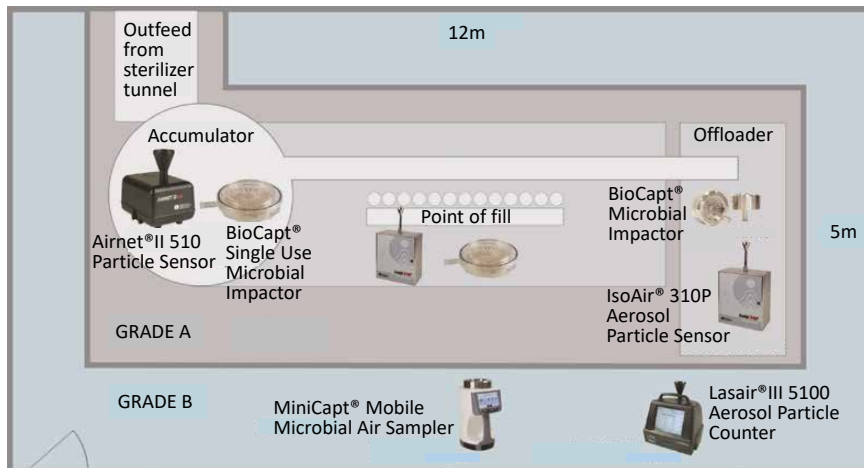 Outfeed
from
sterilizer
tunnel
12m
Accumulator
Offloader
BioCapt®
Microbial
Impactor
Point of fill
5m
Airnet®II 510
Particle Sensor
BioCapt®
Single Use
Microbial
Impactor
IsoAir® 310P
Aerosol
Particle Sensor
GRADE A
GRADE B
MiniCapt® Mobile
Microbial Air Sampler
Lasair®III 5100
Aerosol Particle
Counter